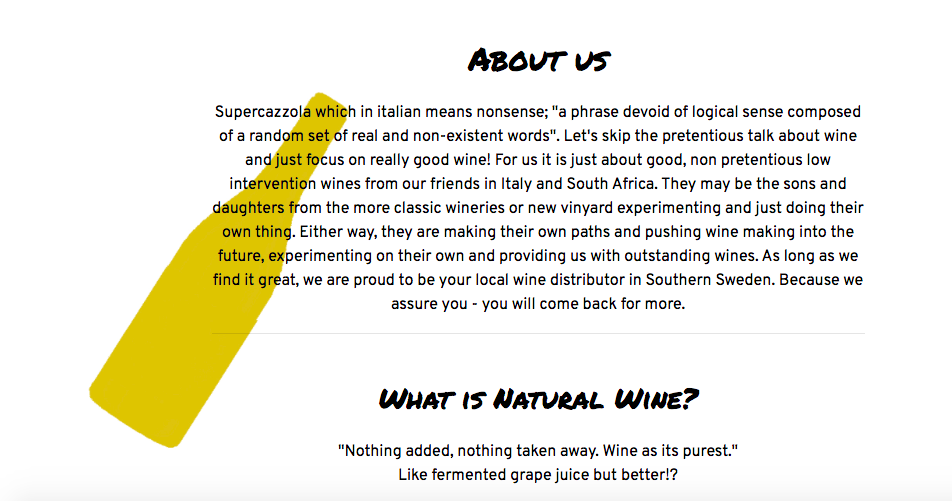 About us
Supercazzola which in italian means nonsense; "a phrase devoid of logical sense composed
of a random set of real and non-existent words". Let's skip the pretentious talk about wine
and just focus on really good wine! For us it is just about good, non pretentious low
intervention wines from our friends in Italy and South Africa. They may be the sons and
daughters from the more classic wineries or new vinyard experimenting and just doing their
own thing. Either way, they are making their own paths and pushing wine making into the
future, experimenting on their own and providing us with outstanding wines. As long as we
find it great, we are proud to be your local wine distributor in Southern Sweden. Because we
assure you - you will come back for more.
What is Natural Wine?
"Nothing added, nothing taken away. Wine as its purest."
Like fermented grape juice but better!?